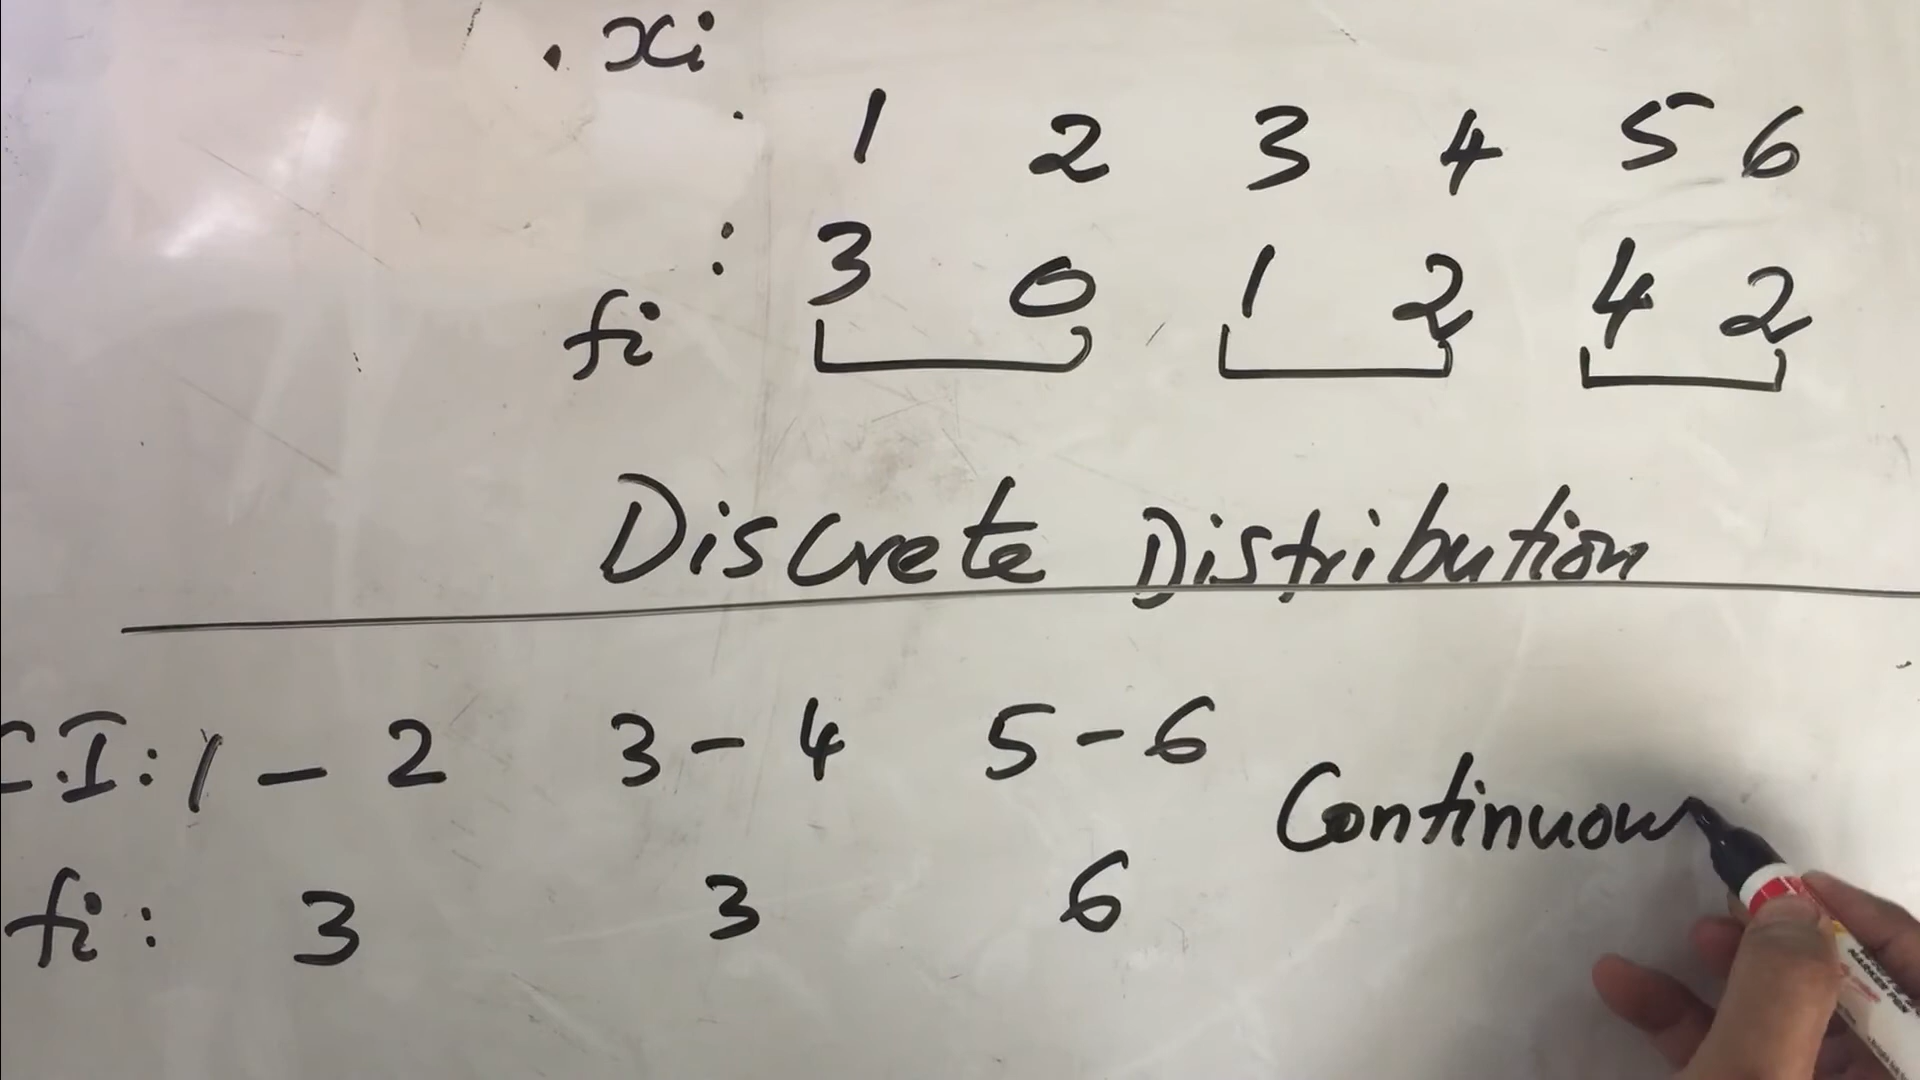 . xi
: 1 2 3 4 5 6
fi : 3 0 1 2 4 2
Discrete Distribution
C.I: 1 - 2 3 - 4 5 - 6
Continuou
fi: 3 3 6